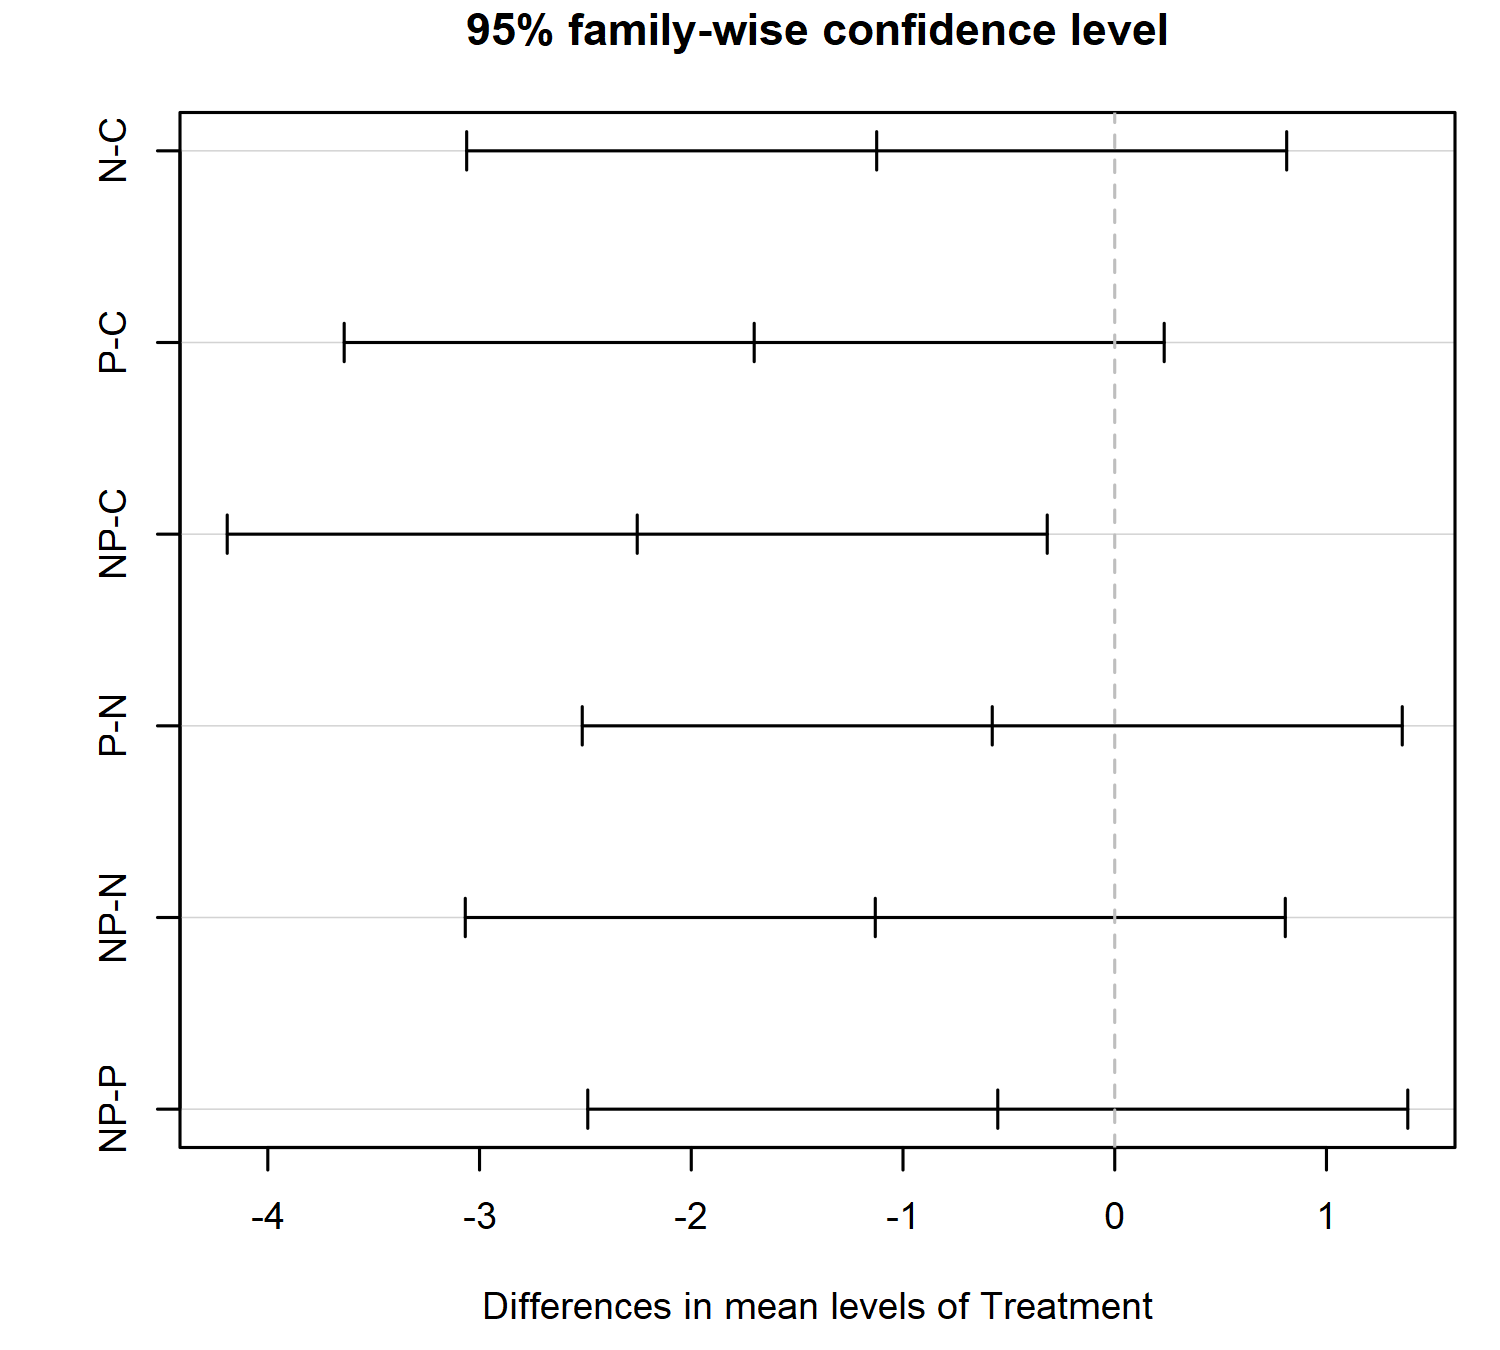 95% family-wise confidence level
N-C
P-C
NP-C
P-N
NP-N
NP-P
-4 -3 -2 -1 0 1
Differences in mean levels of Treatment